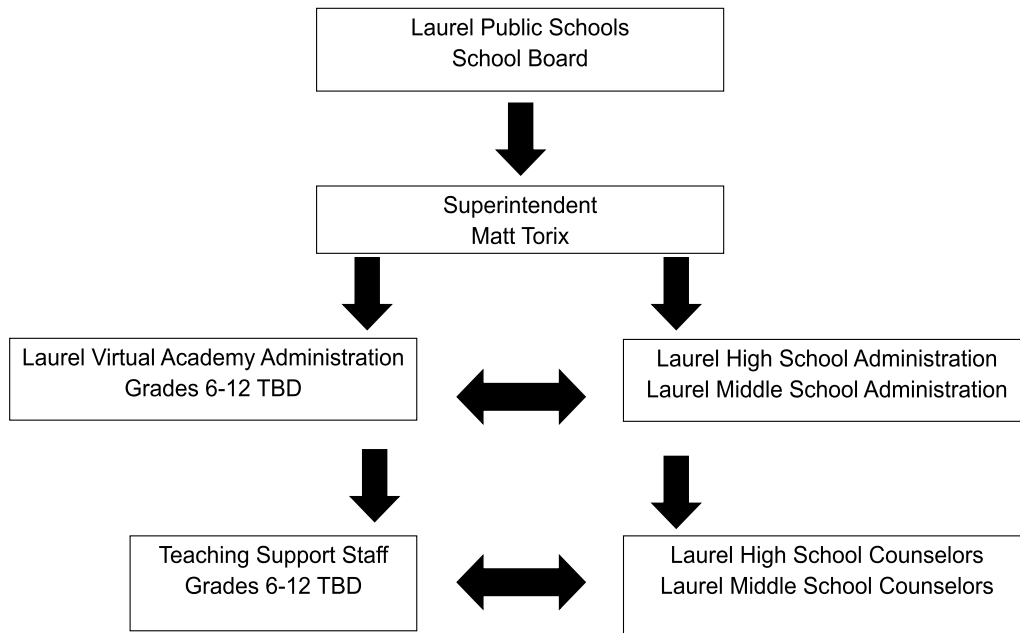 Laurel Public Schools
School Board
Superintendent
Matt Torix
Laurel Virtual Academy Administration
Grades 6-12 TBD
Laurel High School Administration
Laurel Middle School Administration
Teaching Support Staff
Grades 6-12 TBD
Laurel High School Counselors
Laurel Middle School Counselors